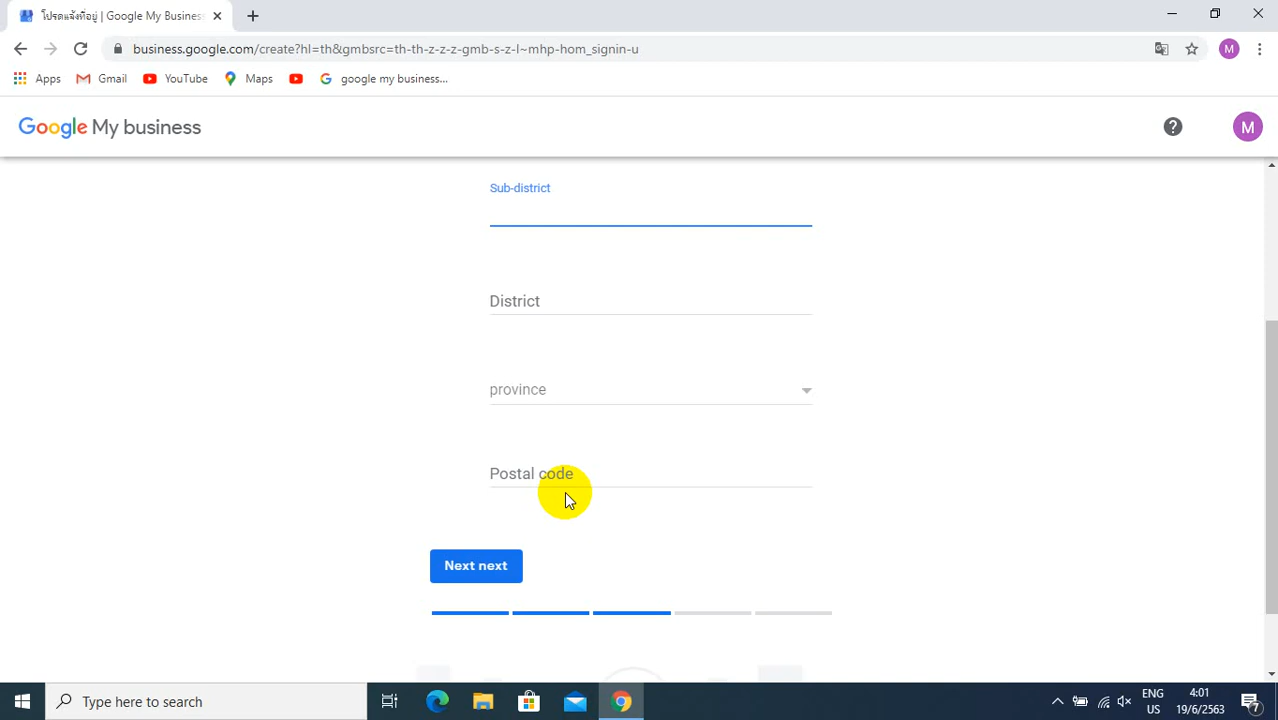 โปรดแจ้งที่อยู่ | Google My Busines
business.google.com/create?hl=th&gmbsrc=th-th-z-z-z-gmb-s-z-l~mhp-hom_signin-u
M
Apps
Gmail
YouTube
Maps
google my business...
Google My business
M
Sub-district
District
province
Postal code
Next next
Type here to search
ENG
US
4:01
19/6/2563
7